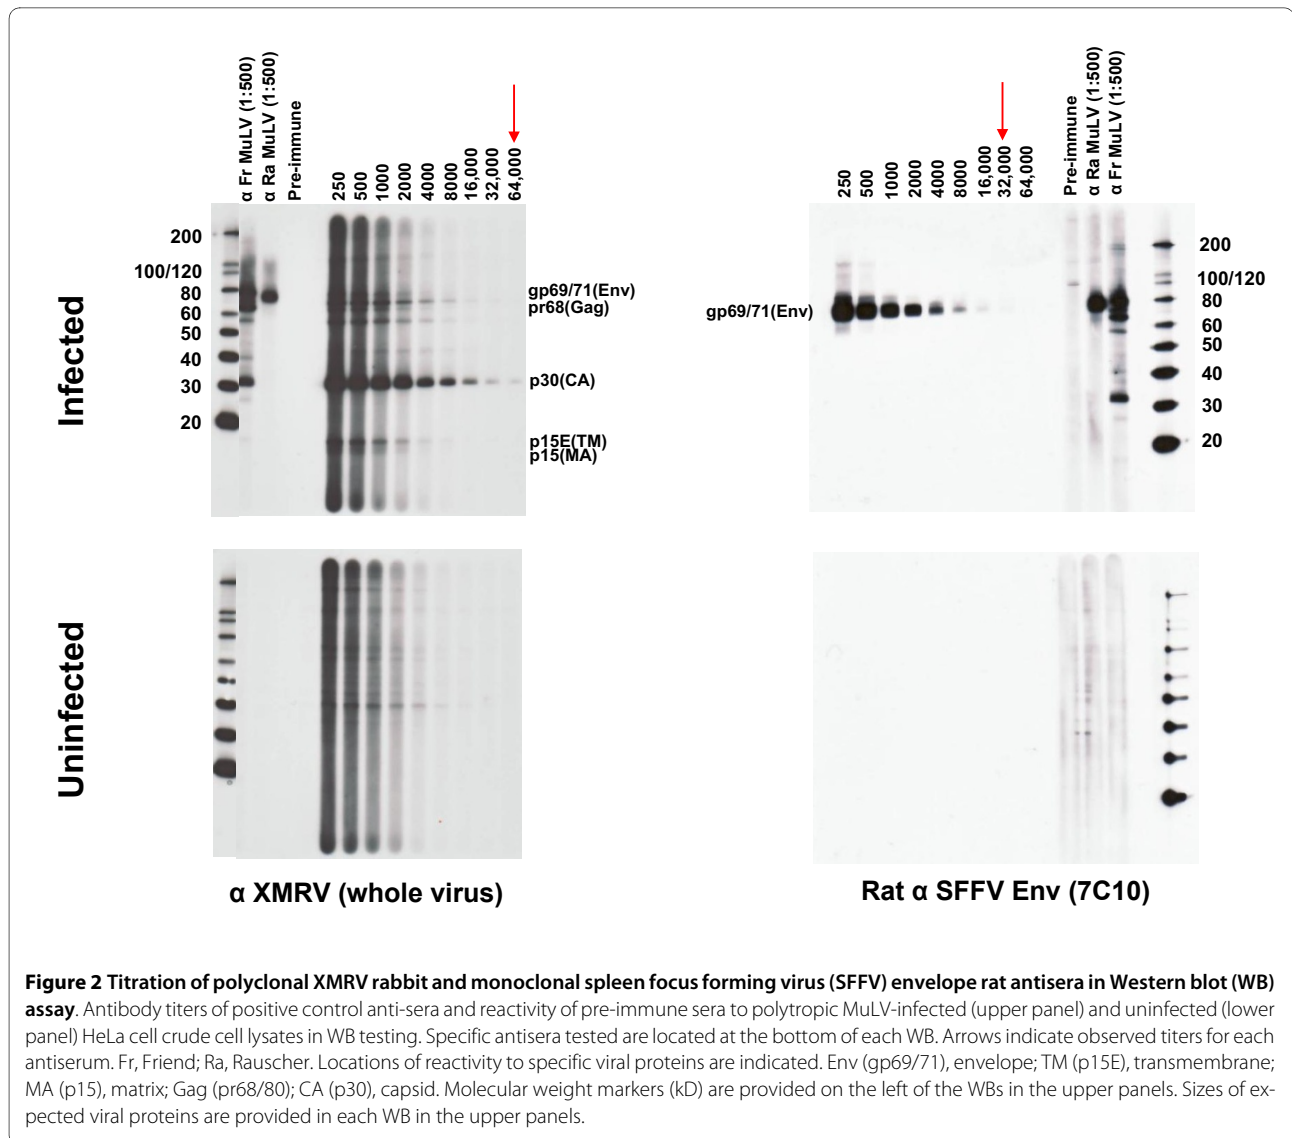 α Fr MuLV (1:500)
α Ra MuLV (1:500)
Pre-immune
250
500
1000
2000
4000
8000
16,000
32,000
64,000
250
500
1000
2000
4000
8000
16,000
32,000
64,000
Pre-immune
α Ra MuLV (1:500)
α Fr MuLV (1:500)
Infected
200
100/120
80
60
50
40
30
20
gp69/71(Env)
pr68(Gag)
p30(CA)
p15E(TM)
p15(MA)
gp69/71(Env)
200
100/120
80
60
50
40
30
20
Uninfected
α XMRV (whole virus)
Rat α SFFV Env (7C10)
Figure 2 Titration of polyclonal XMRV rabbit and monoclonal spleen focus forming virus (SFFV) envelope rat antisera in Western blot (WB)
assay. Antibody titers of positive control anti-sera and reactivity of pre-immune sera to polytropic MuLV-infected (upper panel) and uninfected (lower
panel) HeLa cell crude cell lysates in WB testing. Specific antisera tested are located at the bottom of each WB. Arrows indicate observed titers for each
antiserum. Fr, Friend; Ra, Rauscher. Locations of reactivity to specific viral proteins are indicated. Env (gp69/71), envelope; TM (p15E), transmembrane;
MA (p15), matrix; Gag (pr68/80); CA (p30), capsid. Molecular weight markers (kD) are provided on the left of the WBs in the upper panels. Sizes of ex-
pected viral proteins are provided in each WB in the upper panels.